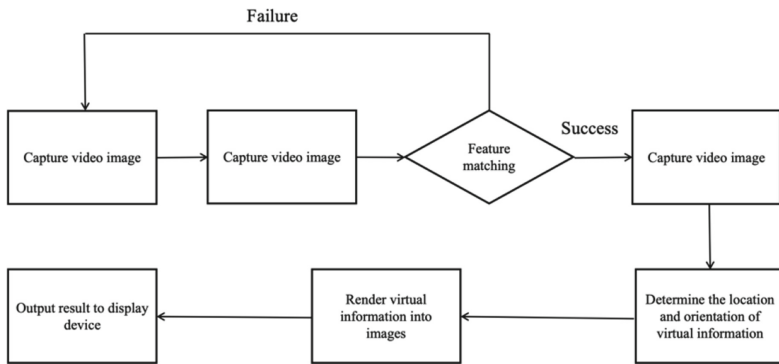 Failure
Capture video image
Capture video image
Feature
matching
Success
Capture video image
Output result to display
device
Render virtual
information into
images
Determine the location
and orientation of
virtual information